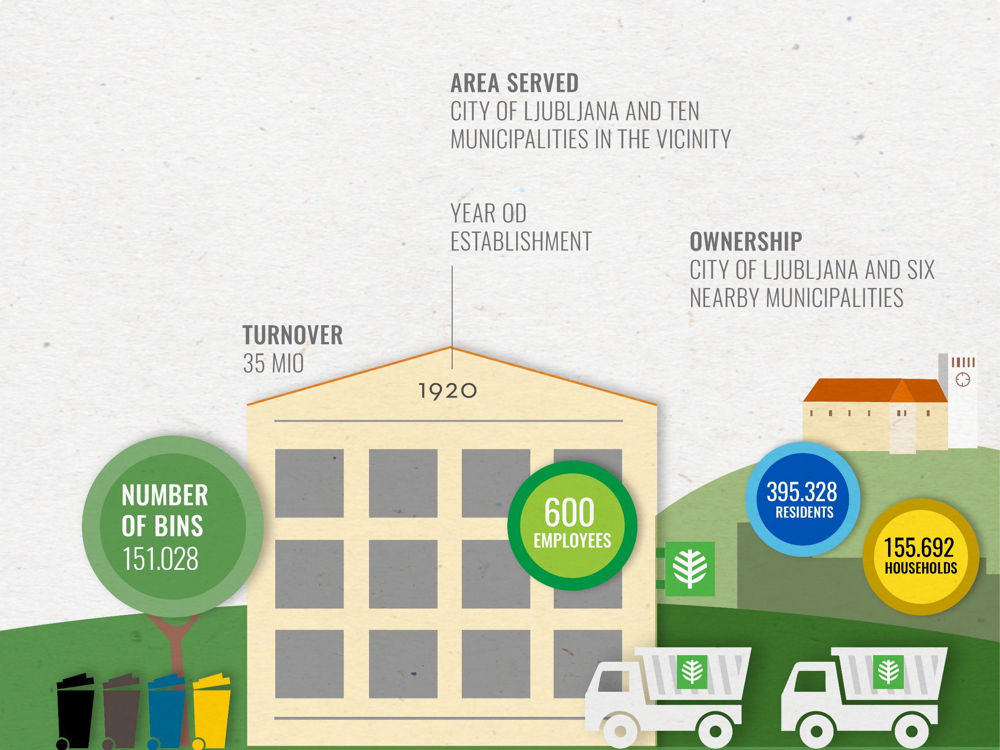 AREA SERVED
CITY OF LJUBLJANA AND TEN
MUNICIPALITIES IN THE VICINITY
YEAR OD
ESTABLISHMENT
OWNERSHIP
CITY OF LJUBLJANA AND SIX
NEARBY MUNICIPALITIES
TURNOVER
35 MIO
1920
NUMBER
OF BINS
151.028
600
EMPLOYEES
395.328
RESIDENTS
155.692
HOUSEHOLDS